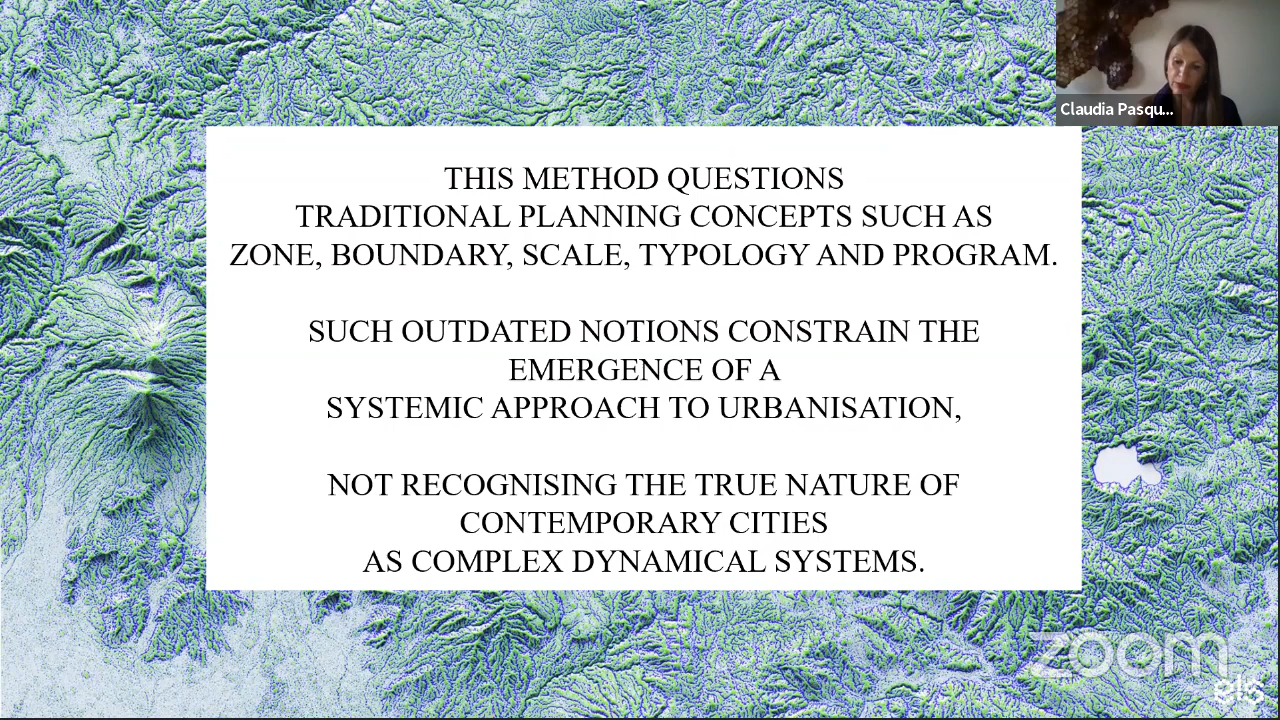 Claudia Pasqu...
THIS METHOD QUESTIONS
TRADITIONAL PLANNING CONCEPTS SUCH AS
ZONE, BOUNDARY, SCALE, TYPOLOGY AND PROGRAM.
SUCH OUTDATED NOTIONS CONSTRAIN THE
EMERGENCE OF A
SYSTEMIC APPROACH TO URBANISATION,
NOT RECOGNISING THE TRUE NATURE OF
CONTEMPORARY CITIES
AS COMPLEX DYNAMICAL SYSTEMS.
zoom
els